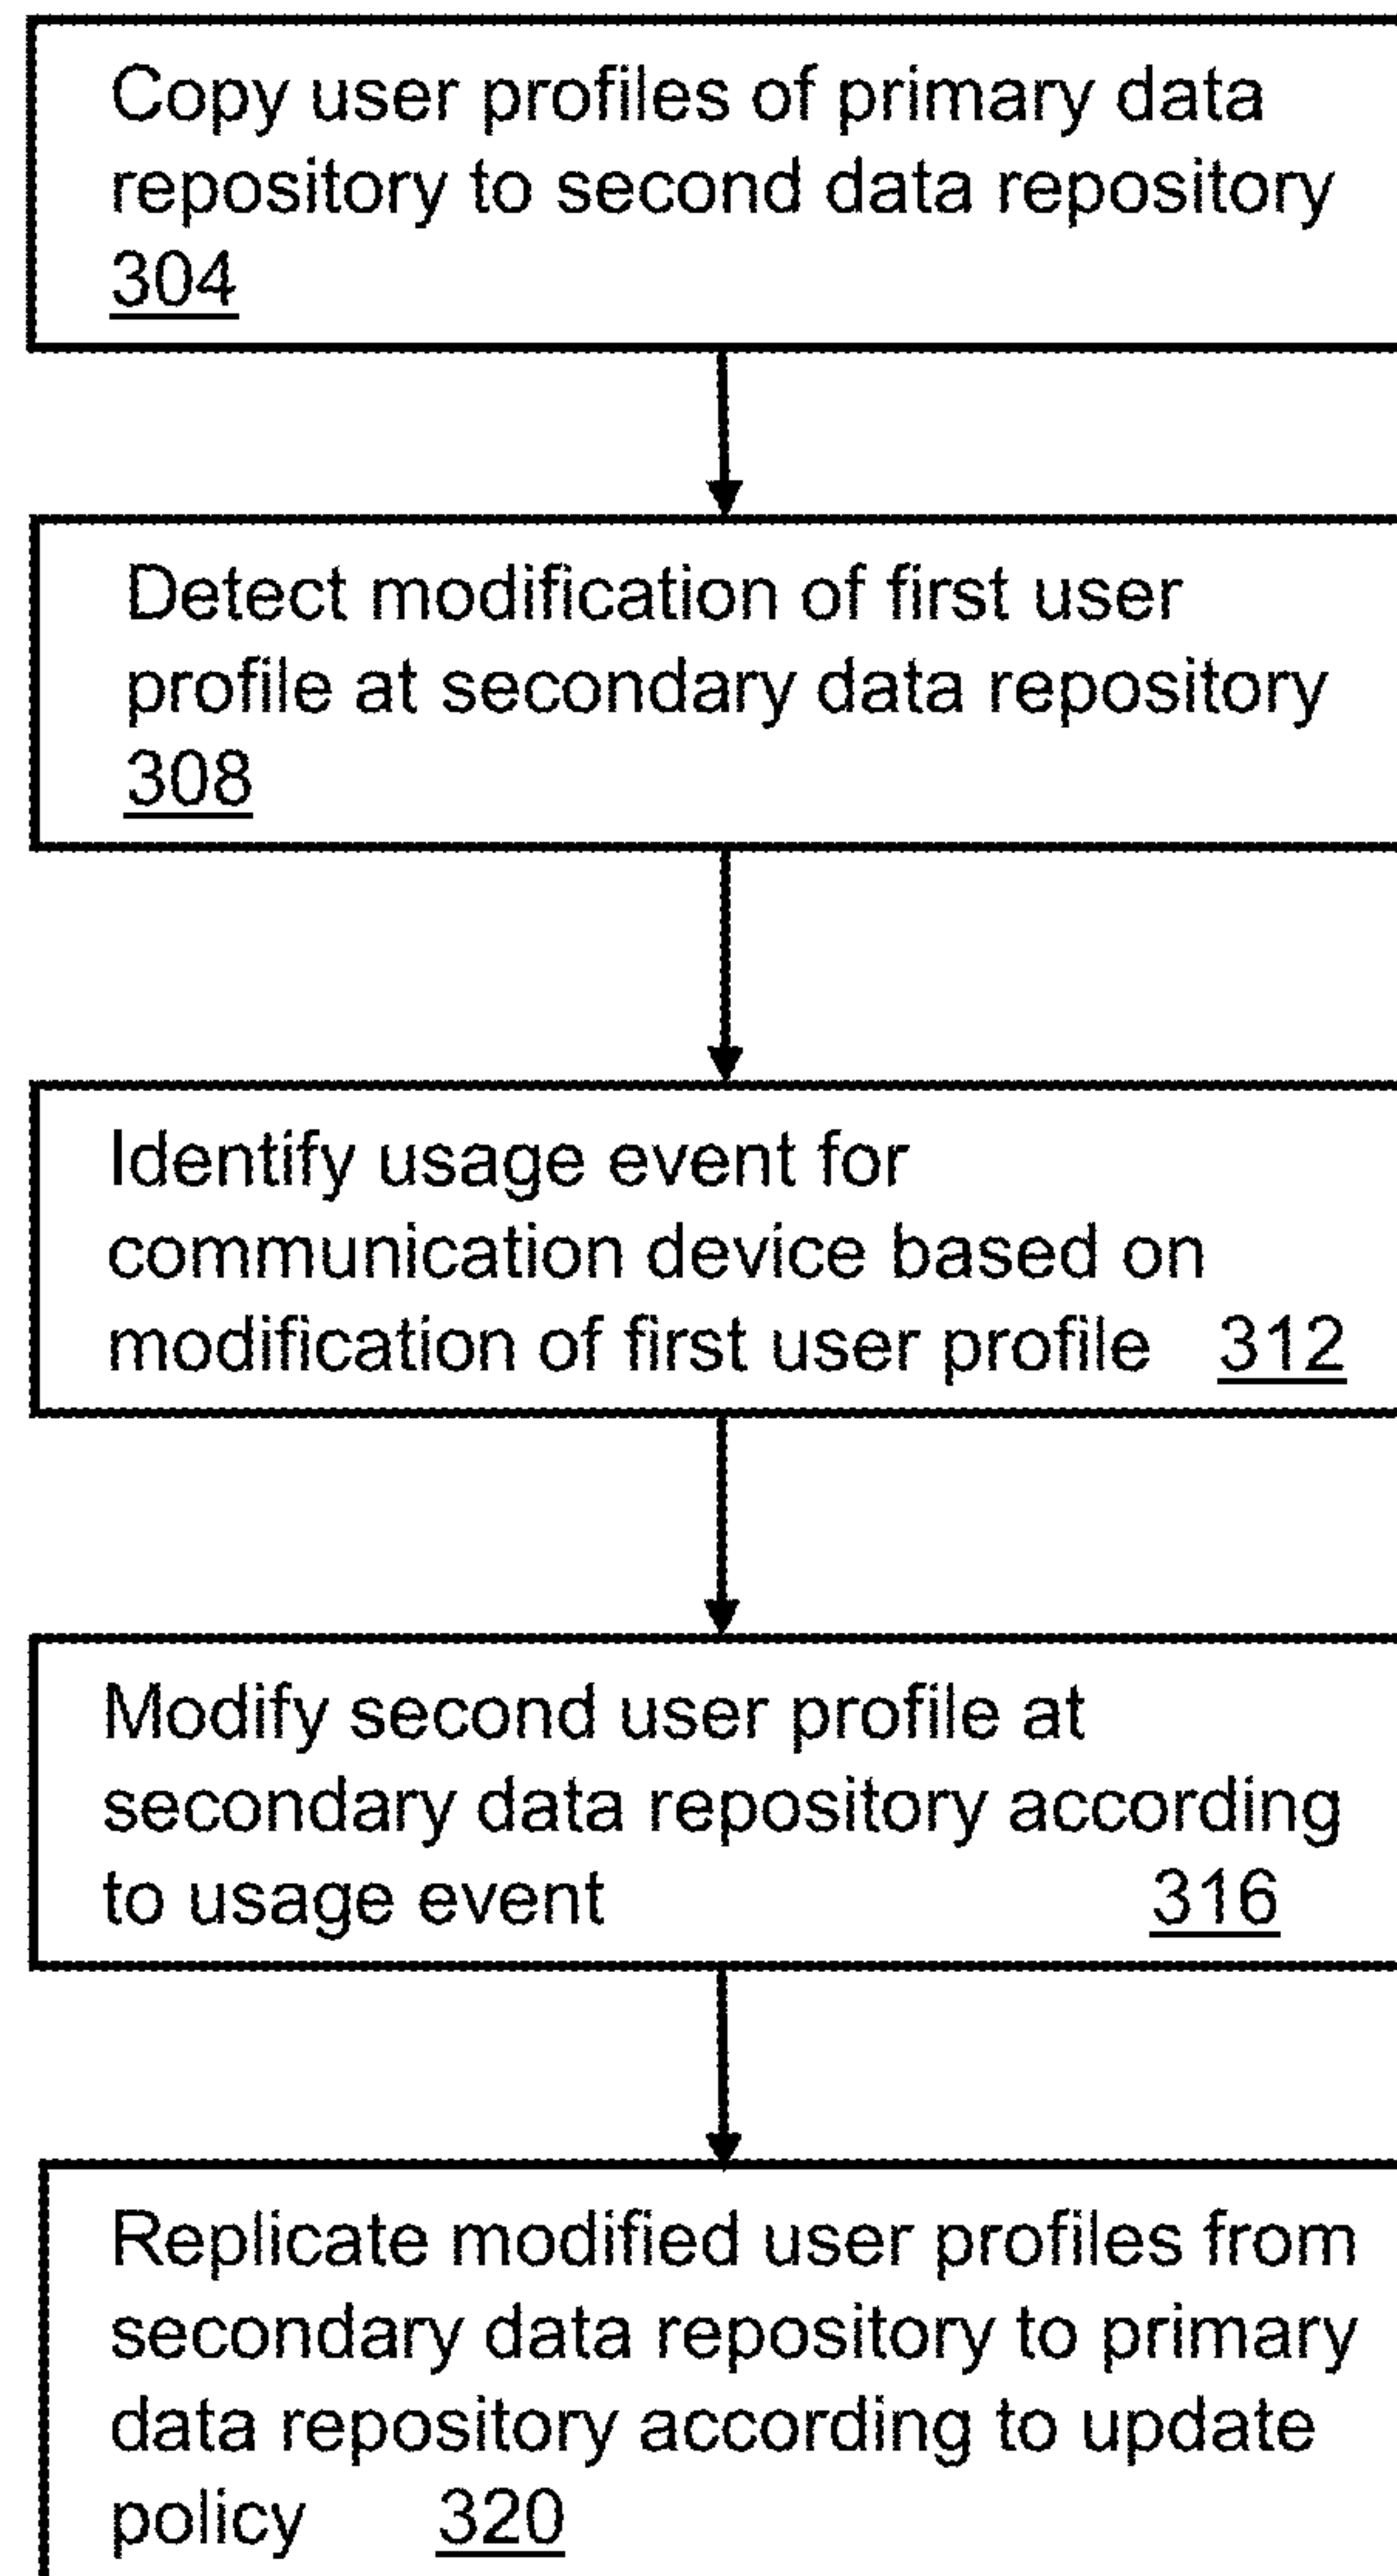 Copy user profiles of primary data
repository to second data repository
304
Detect modification of first user
profile at secondary data repository
308
Identify usage event for
communication device based on
modification of first user profile 312
Modify second user profile at
secondary data repository according
to usage event 316
Replicate modified user profiles from
secondary data repository to primary
data repository according to update
policy 320